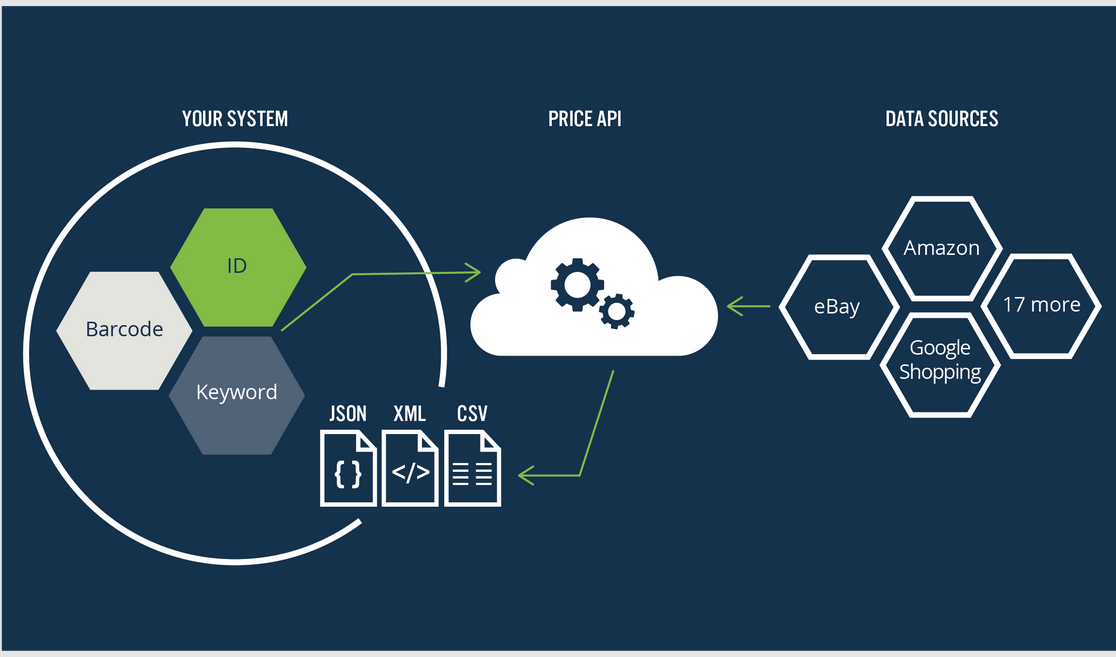 YOUR SYSTEM
PRICE API
DATA SOURCES
ID
Barcode
Keyword
JSON
XML
CSV
{ }
</>
Amazon
eBay
17 more
Google
Shopping